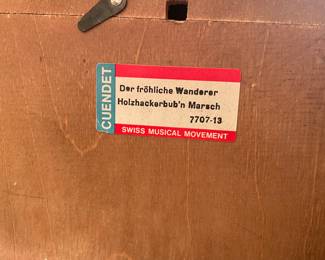 CUENDET
Der fröhliche Wanderer
Holzhackerbub'n Marsch
7707-13
SWISS MUSICAL MOVEMENT